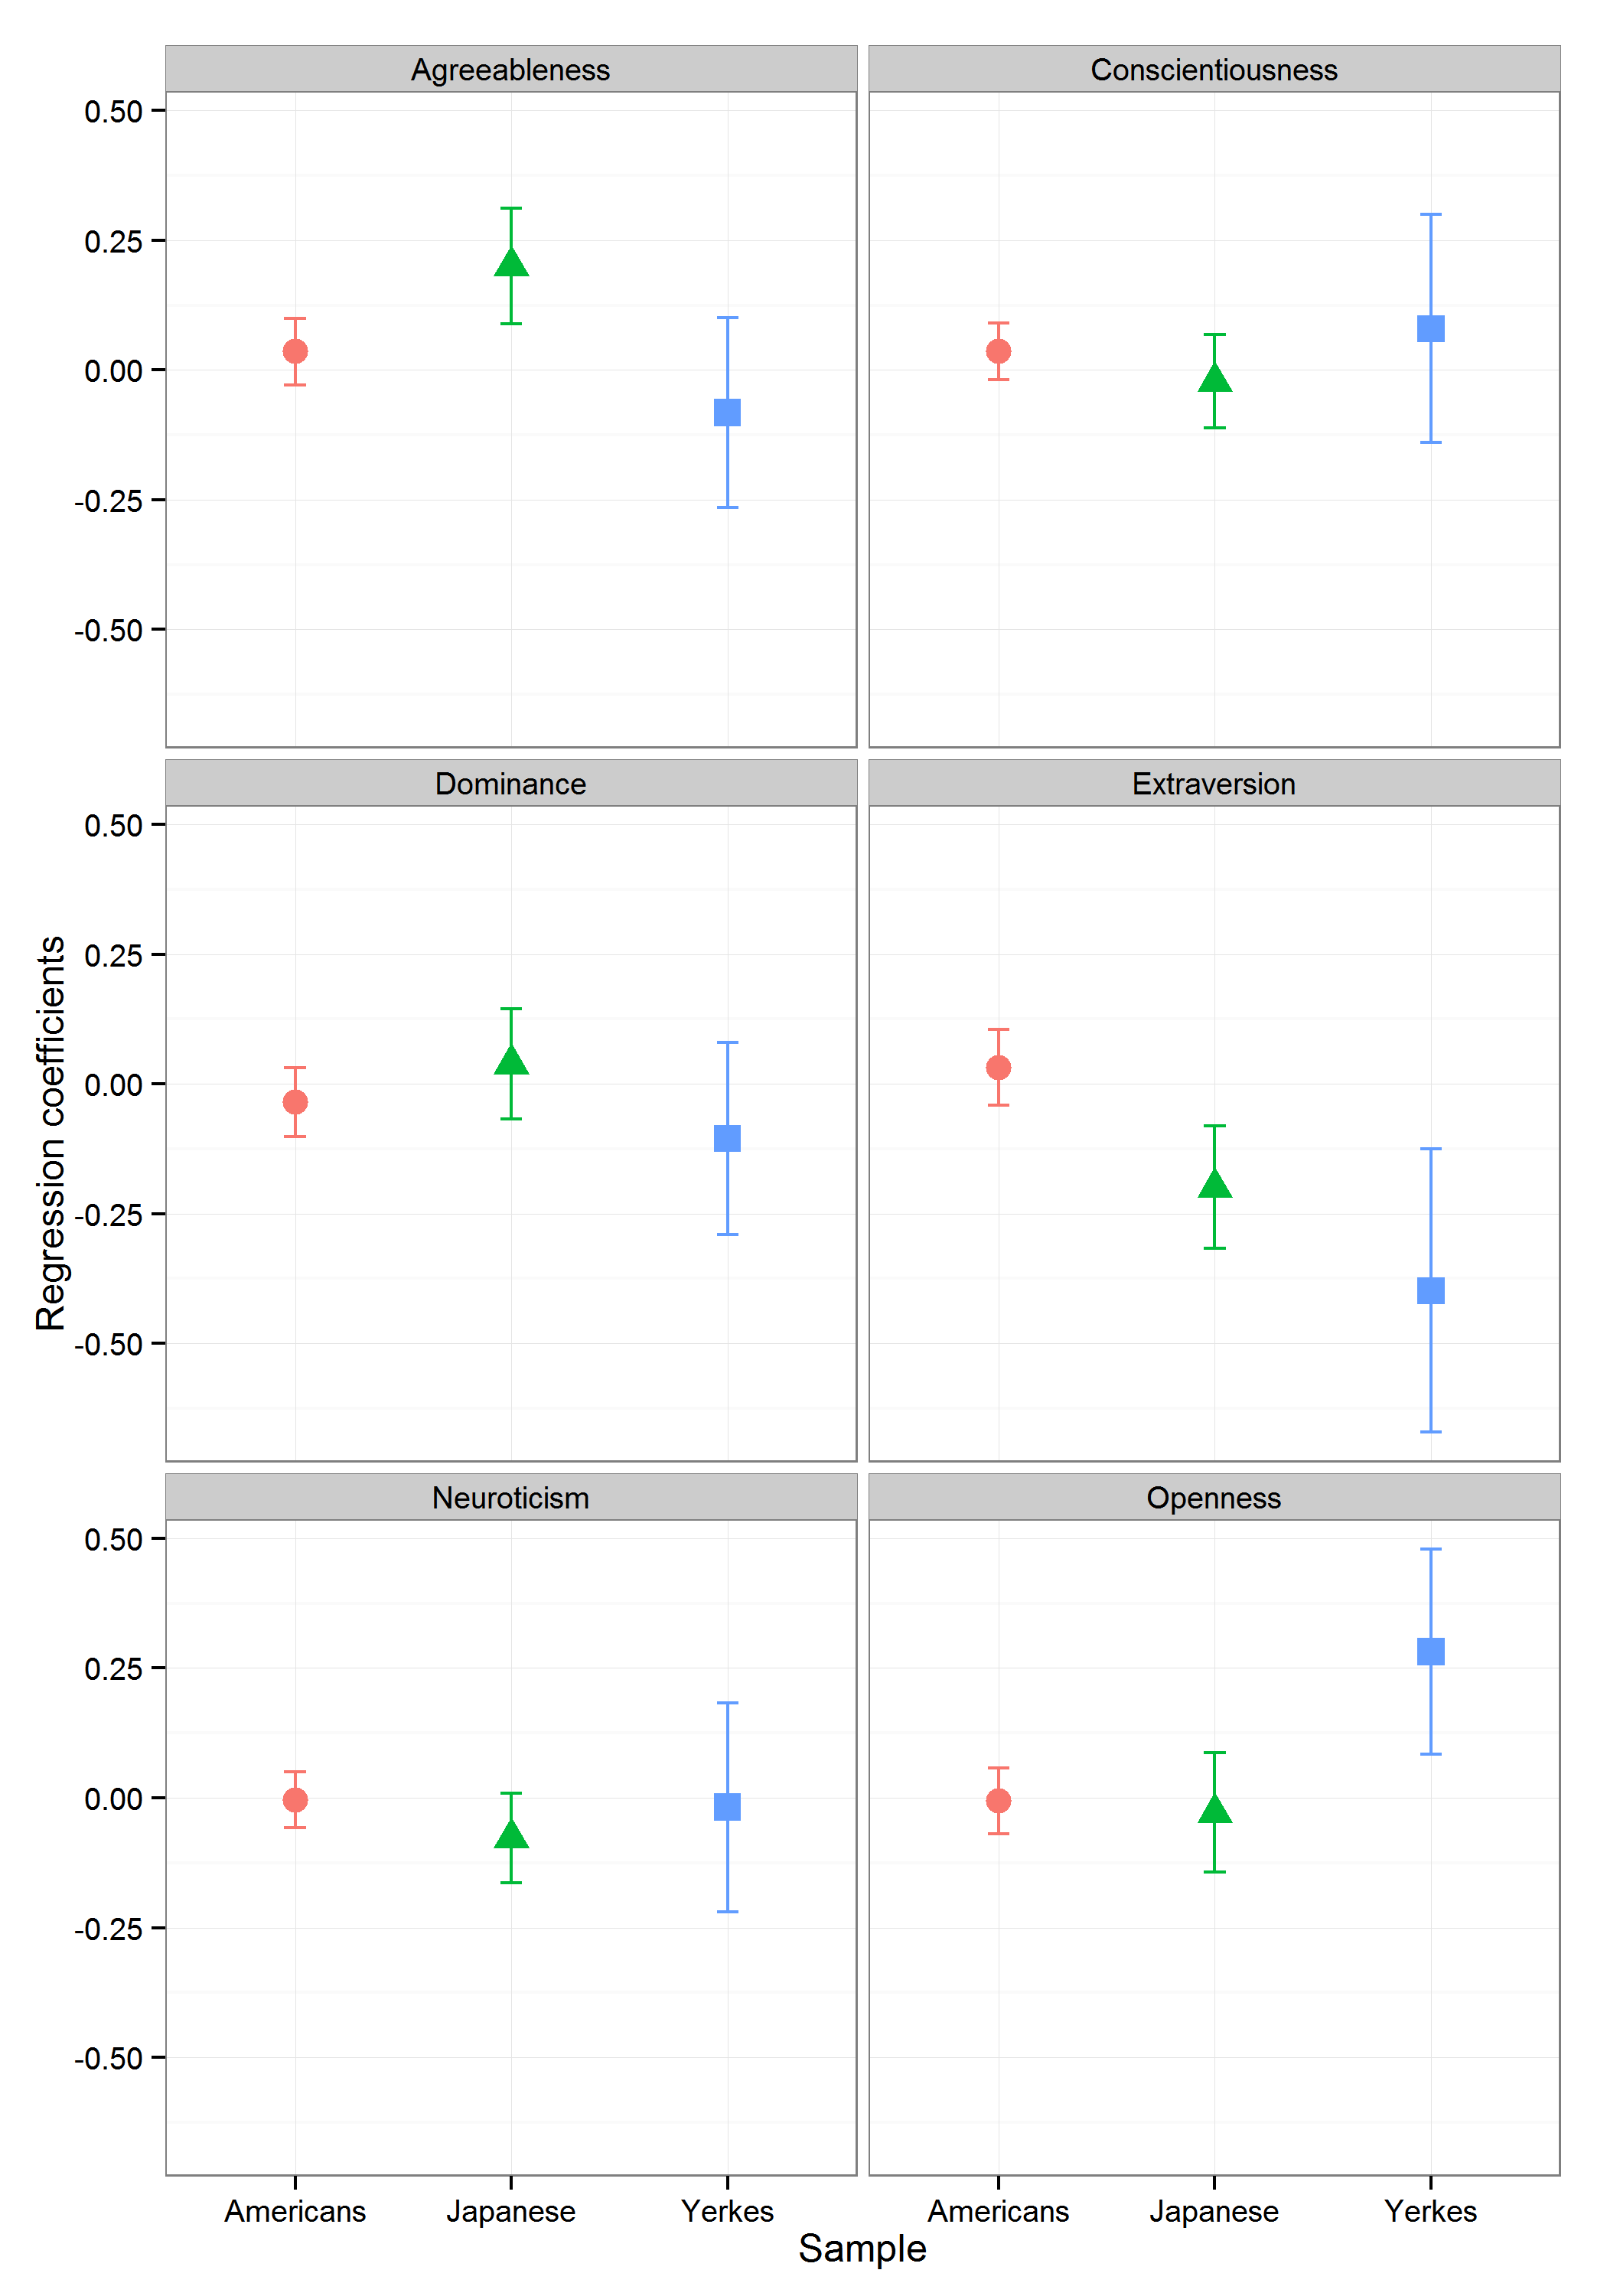 Agreeableness
Conscientiousness
0.50
0.25
0.00
-0.25
-0.50
Dominance
Extraversion
0.50
0.25
0.00
-0.25
-0.50
Regression coefficients
Neuroticism
Openness
0.50
0.25
0.00
-0.25
-0.50
Americans Japanese Yerkes
Americans Japanese Yerkes
Sample